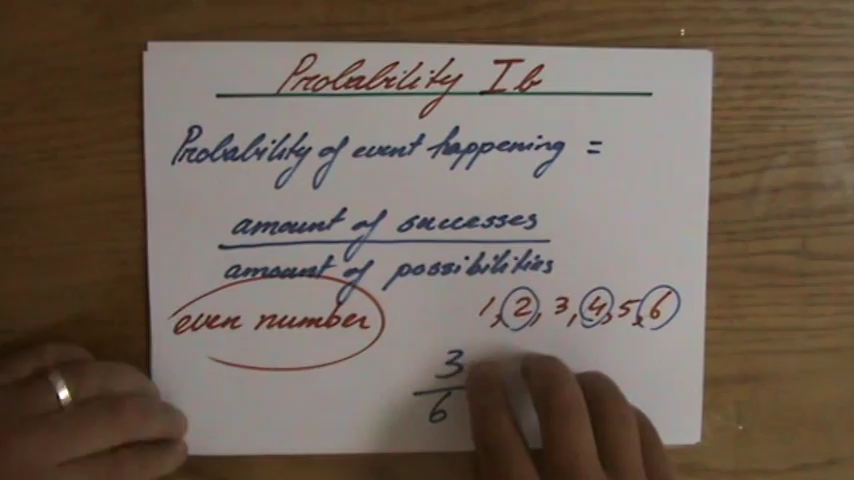 Probability I b
Probability of event happening =
amount of successes
amount of possibilities
even number
1, 2, 3, 4, 5, 6
3
6